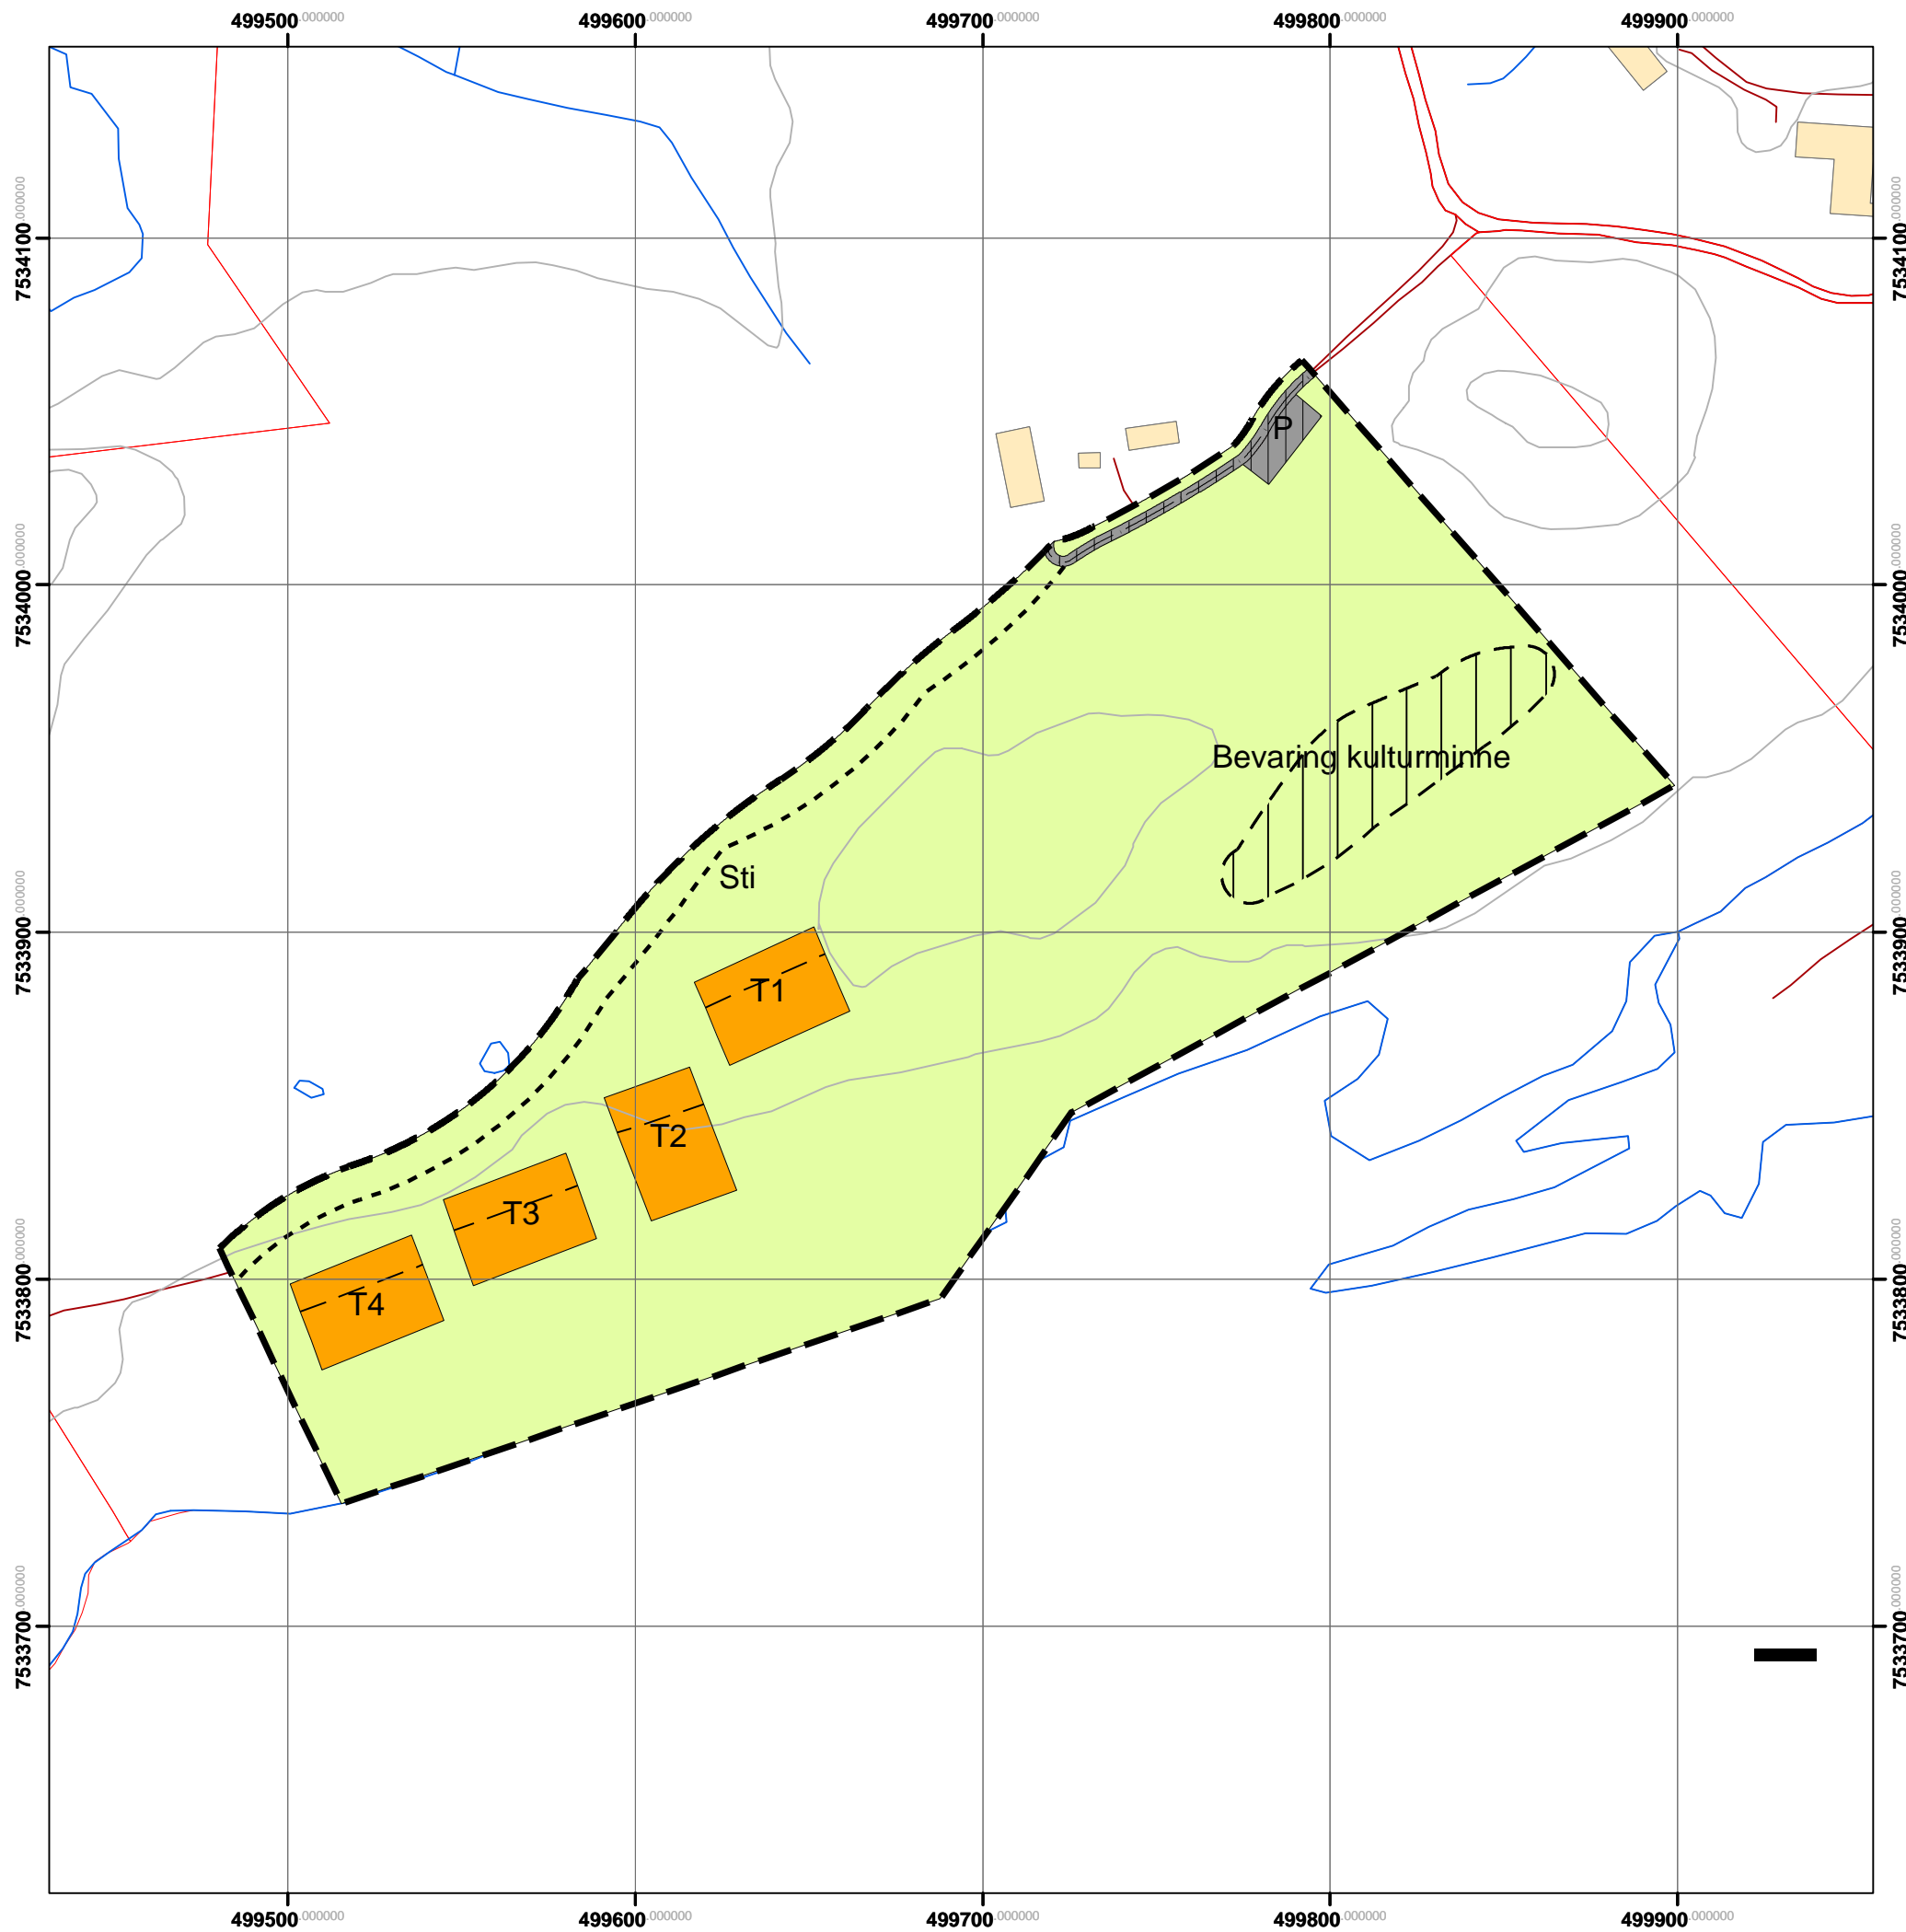 499500.000000 499600.000000 499700.000000 499800.000000 499900.000000
7534100.000000 7534100.000000
P
7534000.000000 7534000.000000
Bevaring kulturminne
Sti
7533900.000000 7533900.000000
T1
T2
T3
7533800.000000 7533800.000000
T4
7533700.000000 7533700.000000
499500.000000 499600.000000 499700.000000 499800.000000 499900.000000